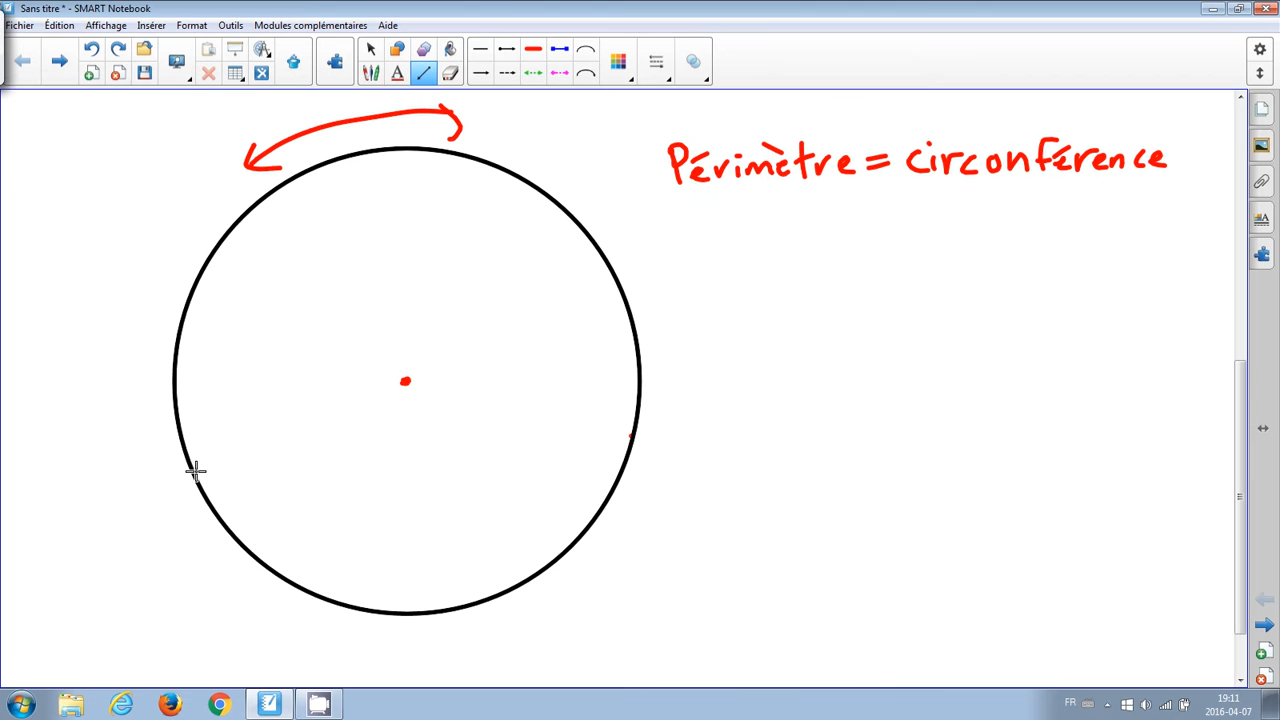 Sans titre * - SMART Notebook
Fichier Édition Affichage Insérer Format Outils Modules complémentaires Aide
Périmètre = circonférence
FR
19:11
2016-04-07